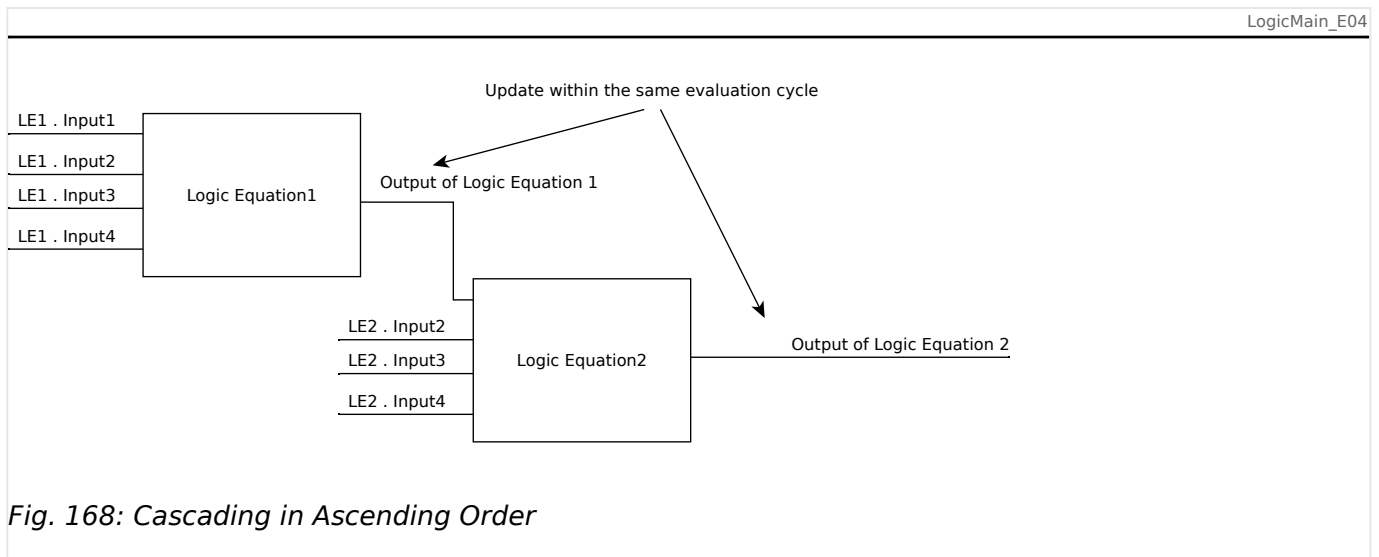 LogicMain_E04
Update within the same evaluation cycle
LE1 . Input1
LE1 . Input2
LE1 . Input3
LE1 . Input4
Logic Equation1
Output of Logic Equation 1
LE2 . Input2
LE2 . Input3
LE2 . Input4
Logic Equation2
Output of Logic Equation 2
Fig. 168: Cascading in Ascending Order